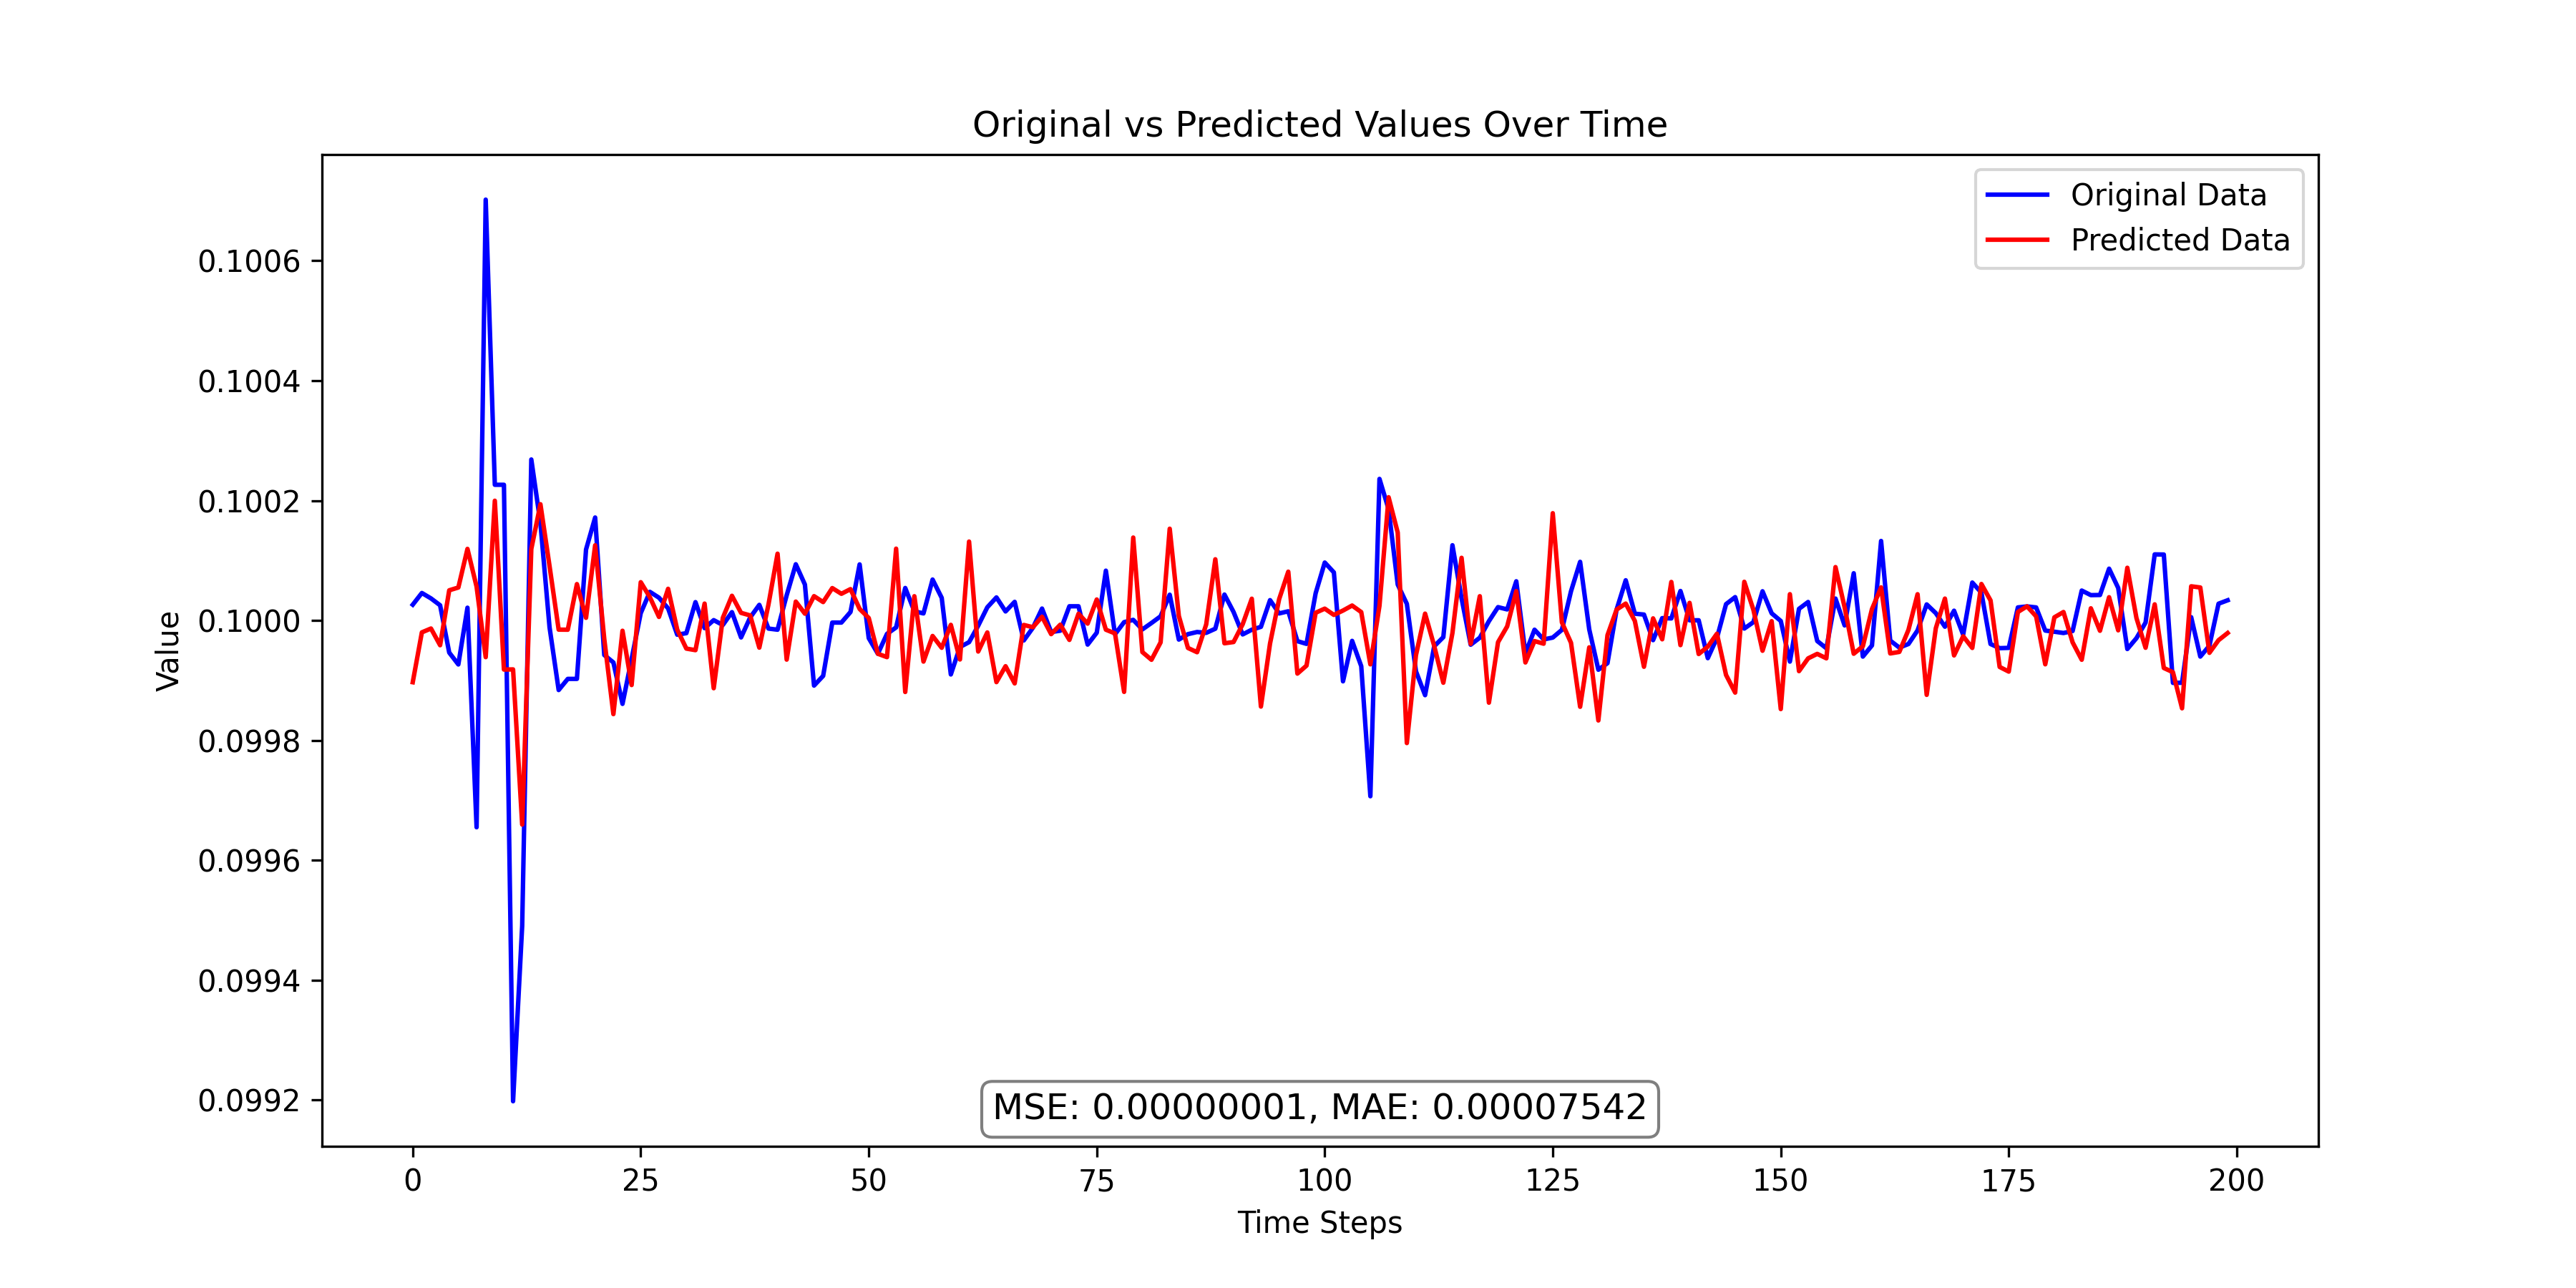 Original vs Predicted Values Over Time
Original Data
Predicted Data
Value
0.1006
0.1004
0.1002
0.1000
0.0998
0.0996
0.0994
0.0992
MSE: 0.00000001, MAE: 0.00007542
0 25 50 75 100 125 150 175 200
Time Steps